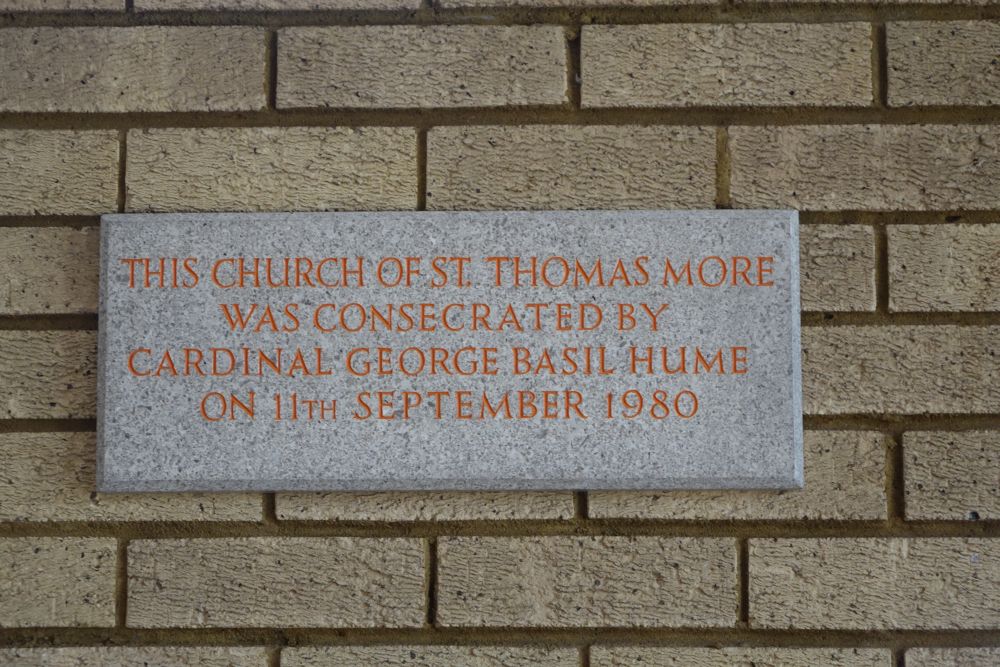 THIS CHURCH OF ST. THOMAS MORE
WAS CONSECRATED BY
CARDINAL GEORGE BASIL HUME
ON 11TH SEPTEMBER 1980